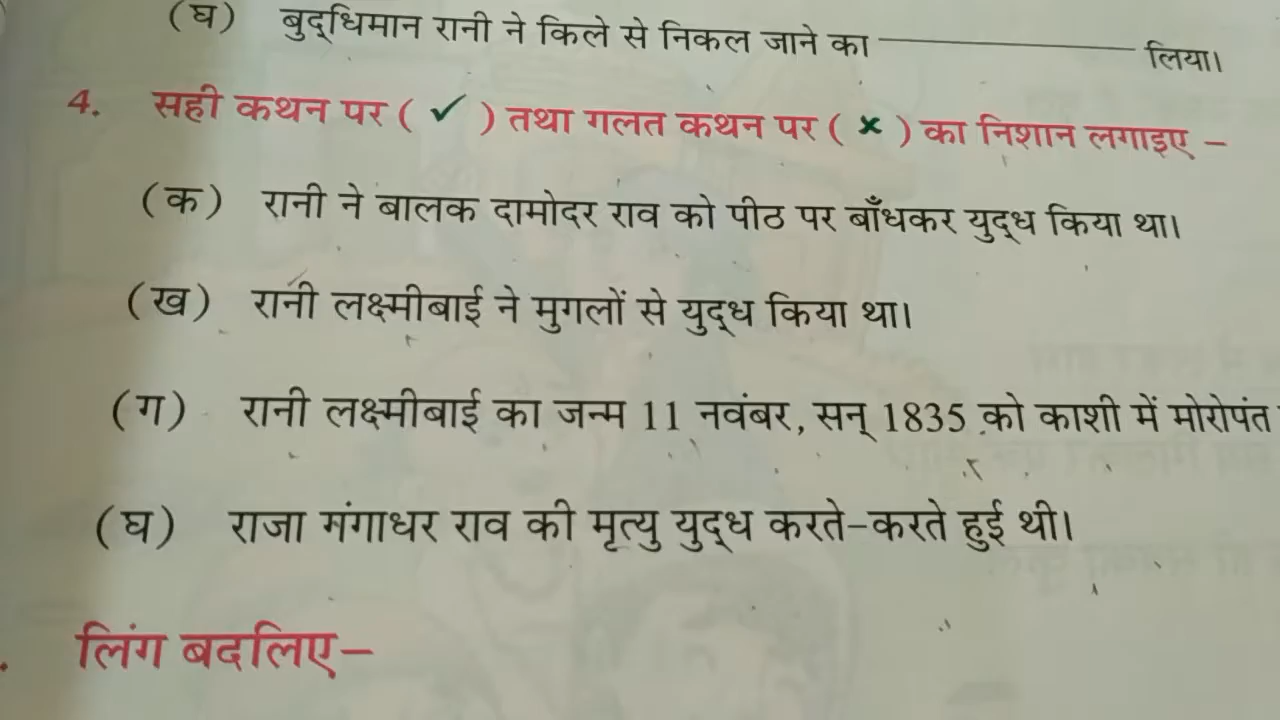 (घ) बुद्धिमान रानी ने किले से निकल जाने का ——————— लिया।
4. सही कथन पर ( ✓ ) तथा गलत कथन पर ( × ) का निशान लगाइए –
(क) रानी ने बालक दामोदर राव को पीठ पर बाँधकर युद्ध किया था।
(ख) रानी लक्ष्मीबाई ने मुगलों से युद्ध किया था।
(ग) रानी लक्ष्मीबाई का जन्म 11 नवंबर, सन् 1835 को काशी में मोरोपंत
(घ) राजा गंगाधर राव की मृत्यु युद्ध करते-करते हुई थी।
लिंग बदलिए–